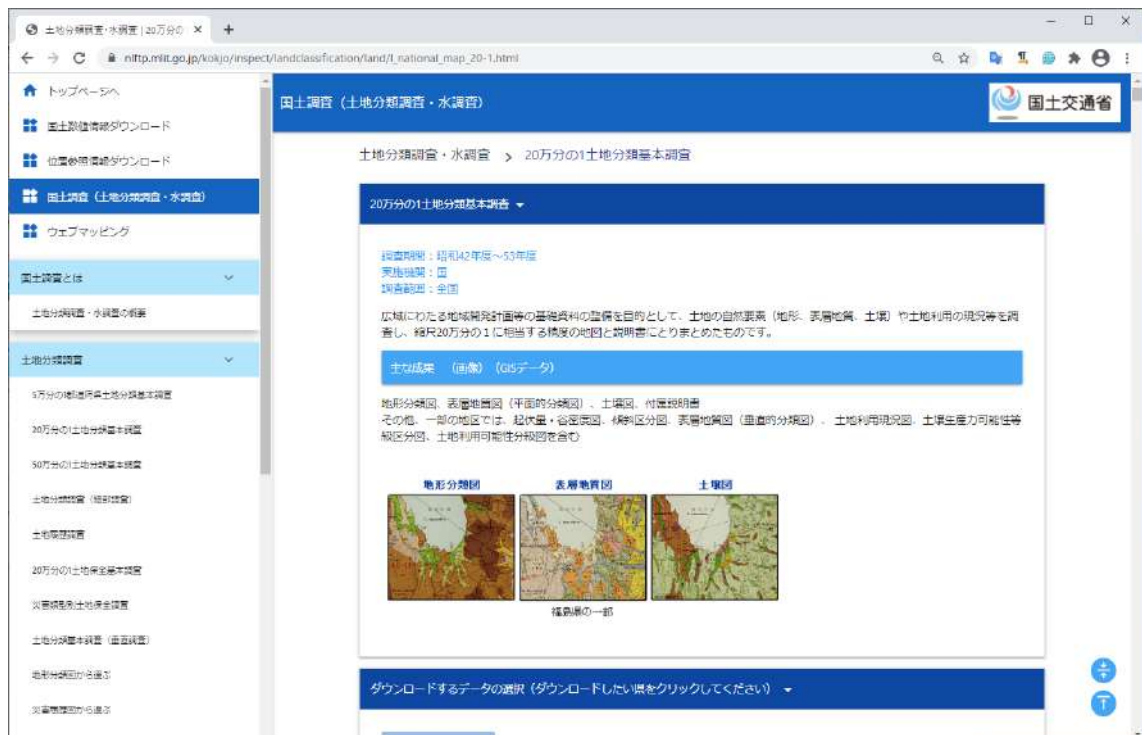 土地分類調査・水調査 | 20万分の
nlftp.mlit.go.jp/kokjo/inspect/landclassification/land/l_national_map_20-1.html
トップページへ
国土数値情報ダウンロード
位置参照情報ダウンロード
国土調査（土地分類調査・水調査）
ウェブマッピング
国土調査とは
土地分類調査・水調査の概要
土地分類調査
5万分の1都道府県土地分類基本調査
20万分の1土地分類基本調査
50万分の1土地分類基本調査
土地分類調査（細部調査）
土地履歴調査
20万分の1土地保全基本調査
災害類型別土地保全調査
土地分類基本調査（垂直調査）
地形分類図から選ぶ
災害履歴図から選ぶ
国土調査（土地分類調査・水調査）
国土交通省
土地分類調査・水調査 > 20万分の1土地分類基本調査
20万分の1土地分類基本調査
調査期間：昭和42年度～53年度
実施機関：国
調査範囲：全国
広域にわたる地域開発計画等の基礎資料の整備を目的として、土地の自然要素（地形、表層地質、土壌）や土地利用の現況等を調
査し、縮尺20万分の１に相当する精度の地図と説明書にとりまとめたものです。
主な成果 （画像）（GISデータ）
地形分類図、表層地質図（平面的分類図）、土壌図、付属説明書
その他、一部の地区では、起伏量・谷密度図、傾斜区分図、表層地質図（垂直的分類図）、土地利用現況図、土壌生産力可能性等
級区分図、土地利用可能性分級図を含む
地形分類図 表層地質図 土壌図
福島県の一部
ダウンロードするデータの選択（ダウンロードしたい県をクリックしてください）